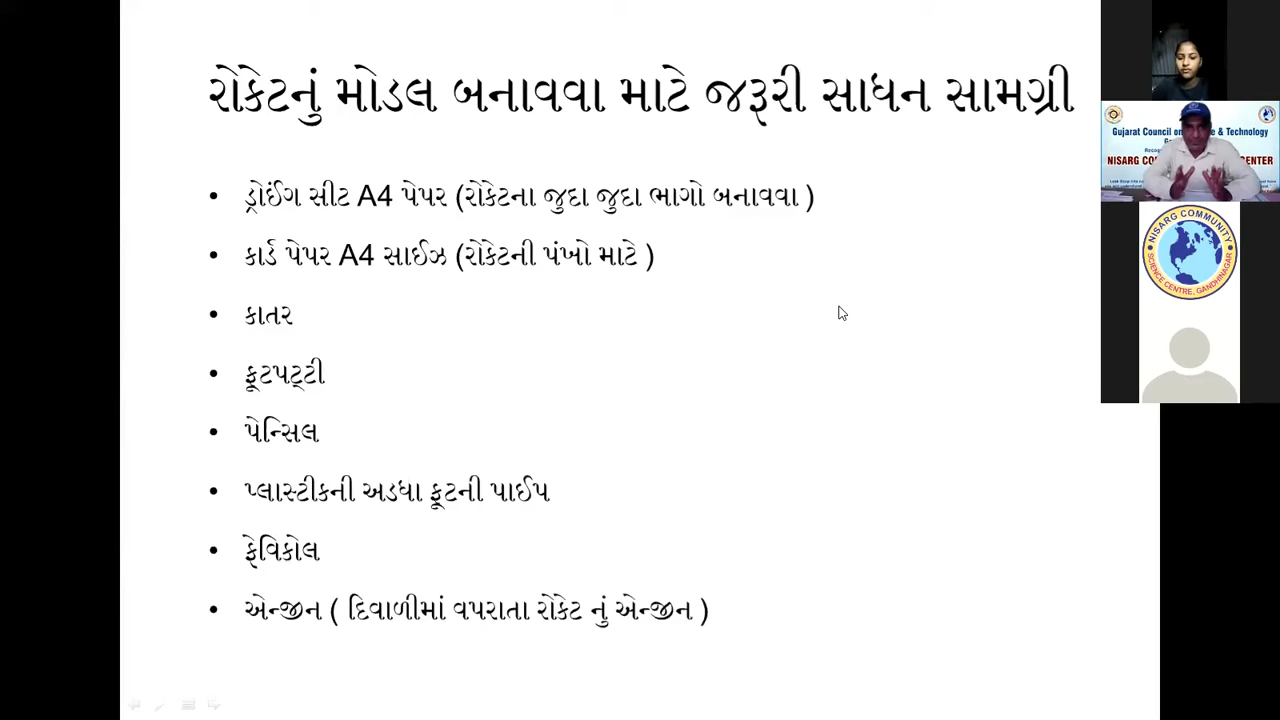 રોકેટનું મોડલ બનાવવા માટે જરૂરી સાધન સામગ્રી
• ડ્રોઈંગ સીટ A4 પેપર (રોકેટના જુદા જુદા ભાગો બનાવવા )
• કાર્ડ પેપર A4 સાઈઝ (રોકેટની પંખો માટે )
• કાતર
• ફૂટપટ્ટી
• પેન્સિલ
• પ્લાસ્ટીકની અડધા ફૂટની પાઈપ
• ફેવિકોલ
• એન્જીન ( દિવાળીમાં વપરાતા રોકેટ નું એન્જીન )
Gujarat Council on & Technology
NISARG CO ENTER
NISARG COMMUNITY
SCIENCE CENTRE, GANDHINAGAR